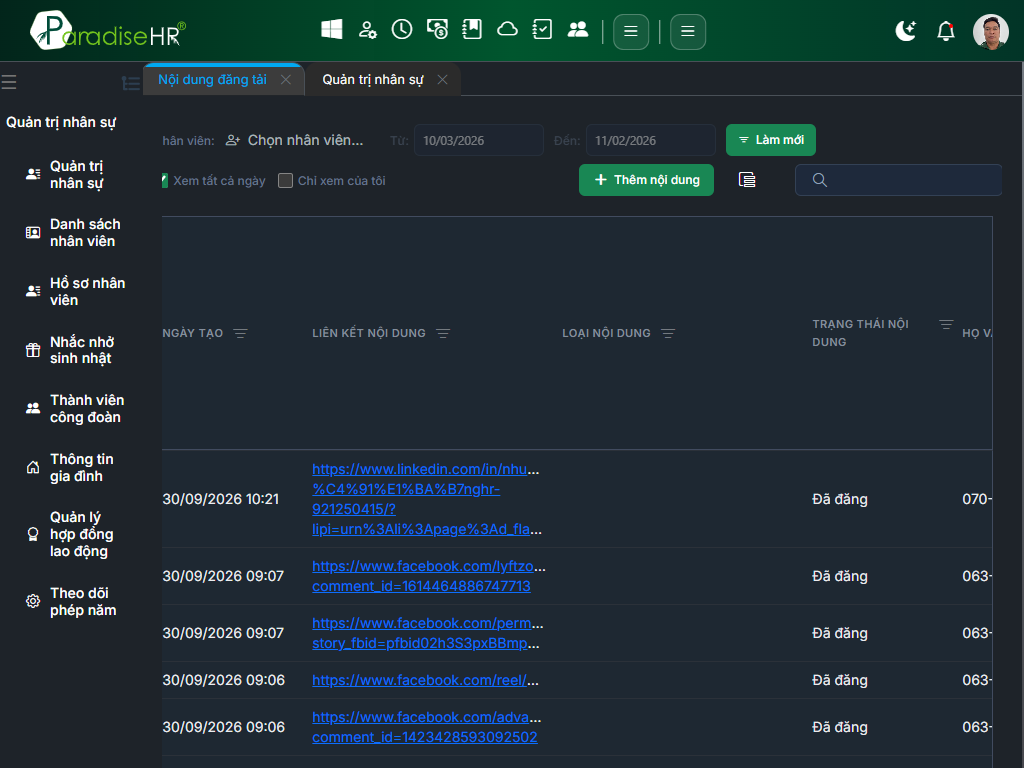 ParadiseHR®
Nội dung đăng tải
Quản trị nhân sự
Quản trị nhân sự
Quản trị
nhân sự
Danh sách
nhân viên
Hồ sơ nhân
viên
Nhắc nhở
sinh nhật
Thành viên
công đoàn
Thông tin
gia đình
Quản lý
hợp đồng
lao động
Theo dõi
phép năm
hân viên: Chọn nhân viên... Từ: 10/03/2026 Đến: 11/02/2026 Làm mới
Xem tất cả ngày Chỉ xem của tôi Thêm nội dung
NGÀY TẠO LIÊN KẾT NỘI DUNG LOẠI NỘI DUNG TRẠNG THÁI NỘI
DUNG HỌ V
30/09/2026 10:21 https://www.linkedin.com/in/nhu...
%C4%91%E1%BA%B7nghr-
921250415/?
lipi=urn%3Ali%3Apage%3Ad_fla... Đã đăng 070-
30/09/2026 09:07 https://www.facebook.com/lyftzo...
comment_id=1614464886747713 Đã đăng 063-
30/09/2026 09:07 https://www.facebook.com/perm...
story_fbid=pfbid02h3S3pxBBmp... Đã đăng 063-
30/09/2026 09:06 https://www.facebook.com/reel/... Đã đăng 063-
30/09/2026 09:06 https://www.facebook.com/adva...
comment_id=1423428593092502 Đã đăng 063-